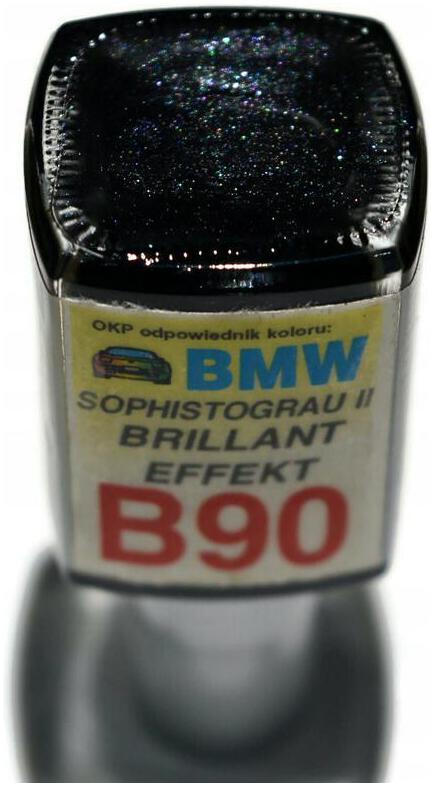 OKP odpowiednik koloru:
BMW
SOPHISTOGRAU II
BRILLANT
EFFEKT
B90